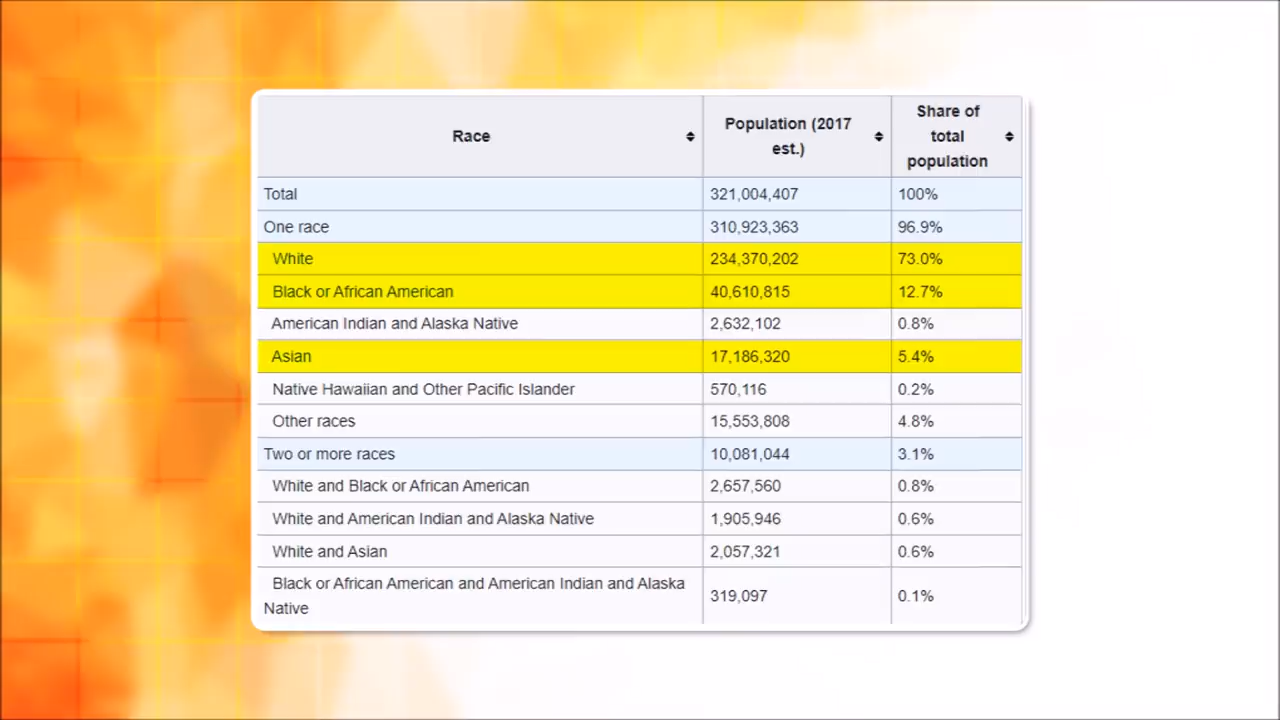 Race
Population (2017
est.)
Share of
total
population
Total 321,004,407 100%
One race 310,923,363 96.9%
White 234,370,202 73.0%
Black or African American 40,610,815 12.7%
American Indian and Alaska Native 2,632,102 0.8%
Asian 17,186,320 5.4%
Native Hawaiian and Other Pacific Islander 570,116 0.2%
Other races 15,553,808 4.8%
Two or more races 10,081,044 3.1%
White and Black or African American 2,657,560 0.8%
White and American Indian and Alaska Native 1,905,946 0.6%
White and Asian 2,057,321 0.6%
Black or African American and American Indian and Alaska
Native 319,097 0.1%